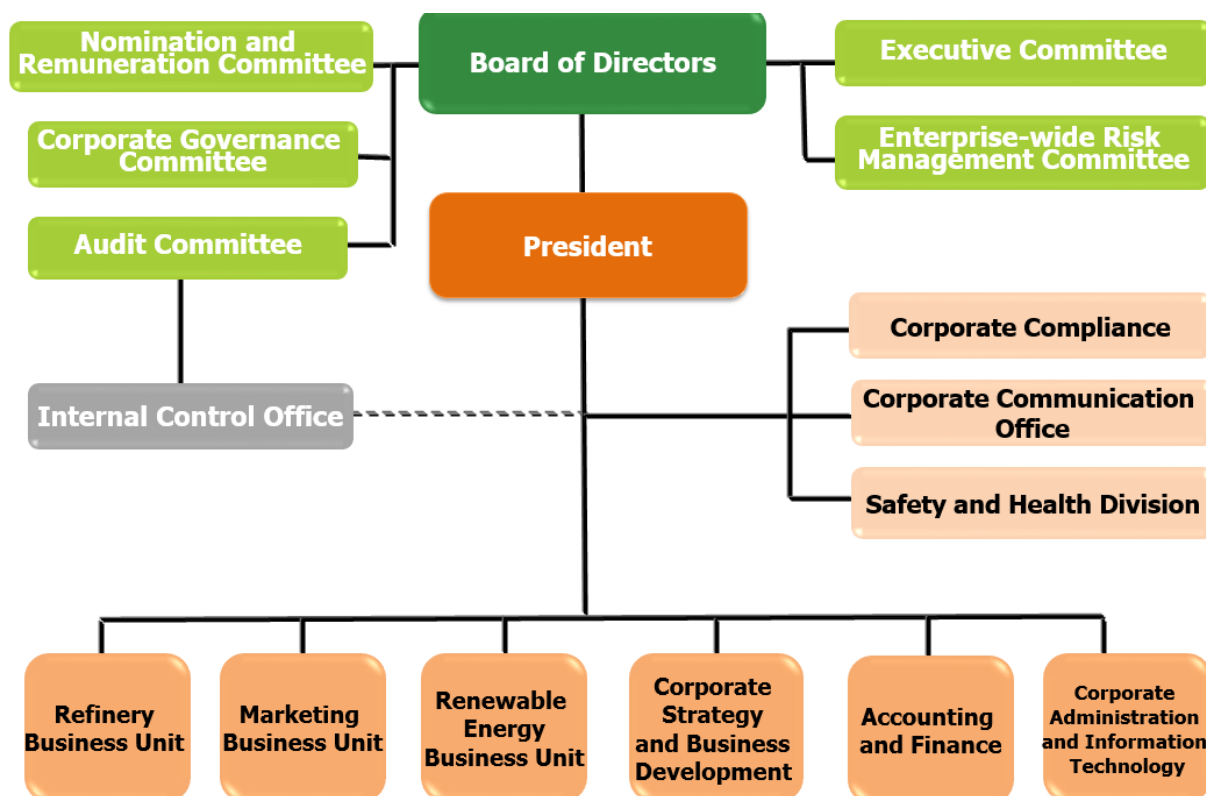 Nomination and
Remuneration Committee
Board of Directors
Executive Committee
Corporate Governance
Committee
Enterprise-wide Risk
Management Committee
Audit Committee
President
Corporate Compliance
Internal Control Office
Corporate Communication
Office
Safety and Health Division
Refinery
Business Unit
Marketing
Business Unit
Renewable
Energy
Business Unit
Corporate
Strategy
and Business
Development
Accounting
and Finance
Corporate
Administration
and Information
Technology